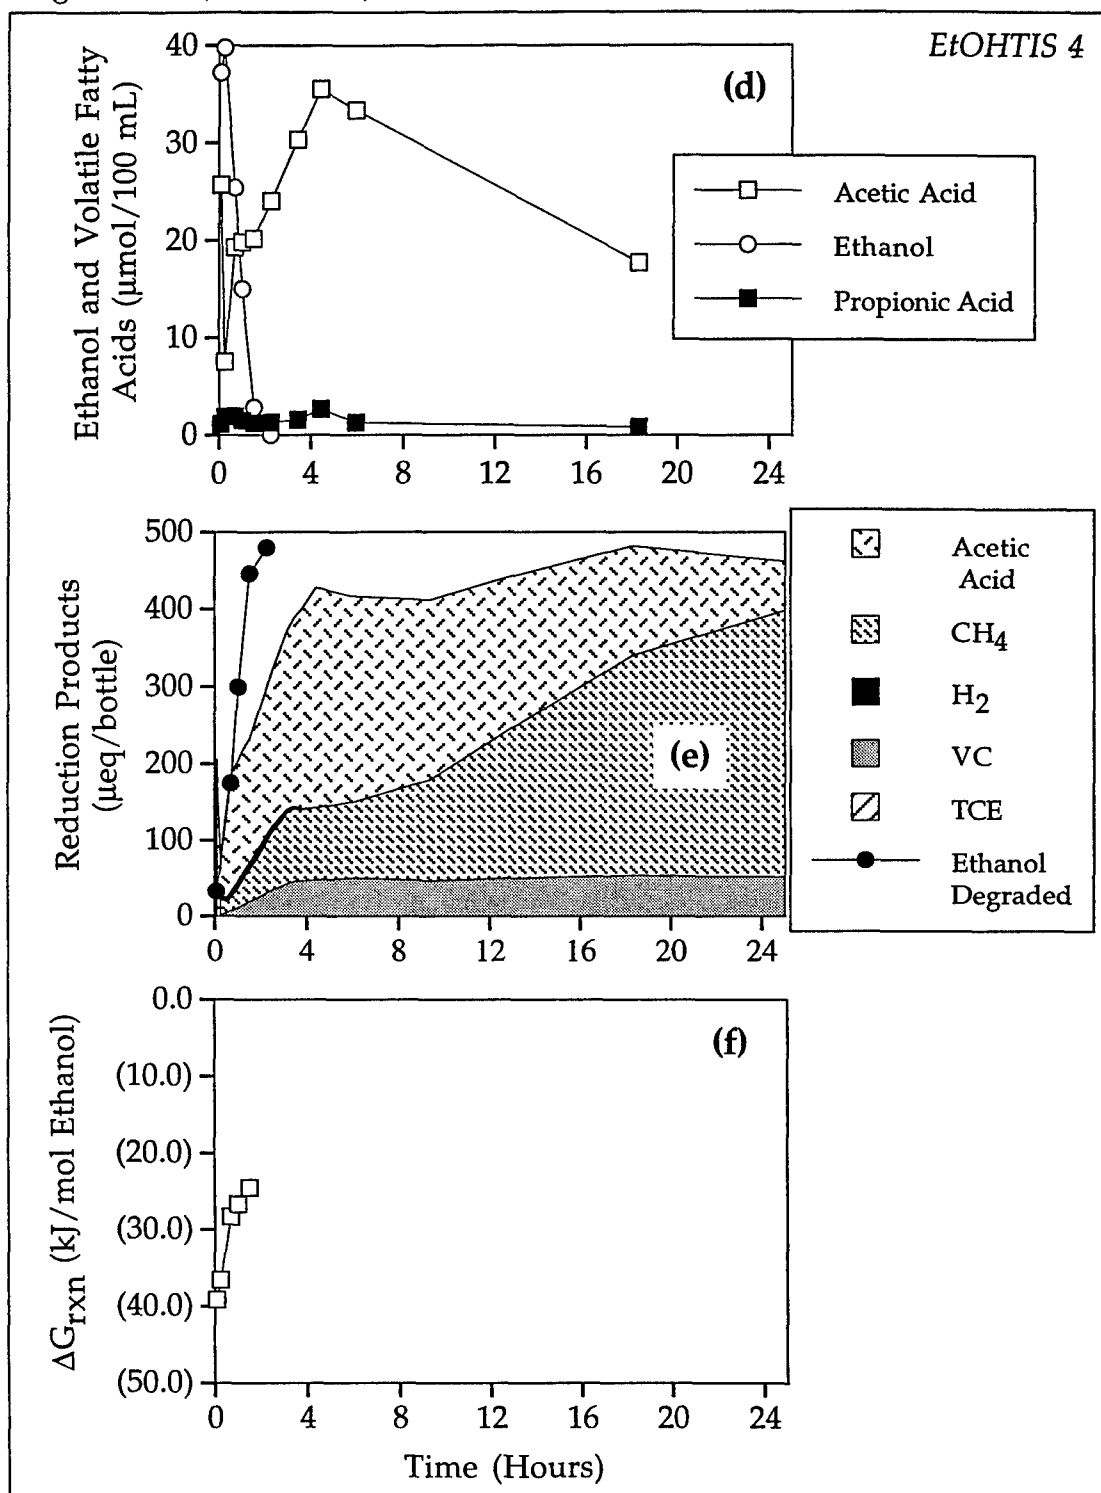 EtOHTIS 4
(d)
Ethanol and Volatile Fatty
Acids (µmol/100 mL)
40
30
20
10
0
0 4 8 12 16 20 24
Acetic Acid
Ethanol
Propionic Acid
(e)
Reduction Products
(µeq/bottle)
500
400
300
200
100
0
0 4 8 12 16 20 24
Acetic
Acid
CH4
H2
VC
TCE
Ethanol
Degraded
(f)
ΔGrxn (kJ/mol Ethanol)
0.0
(10.0)
(20.0)
(30.0)
(40.0)
(50.0)
0 4 8 12 16 20 24
Time (Hours)